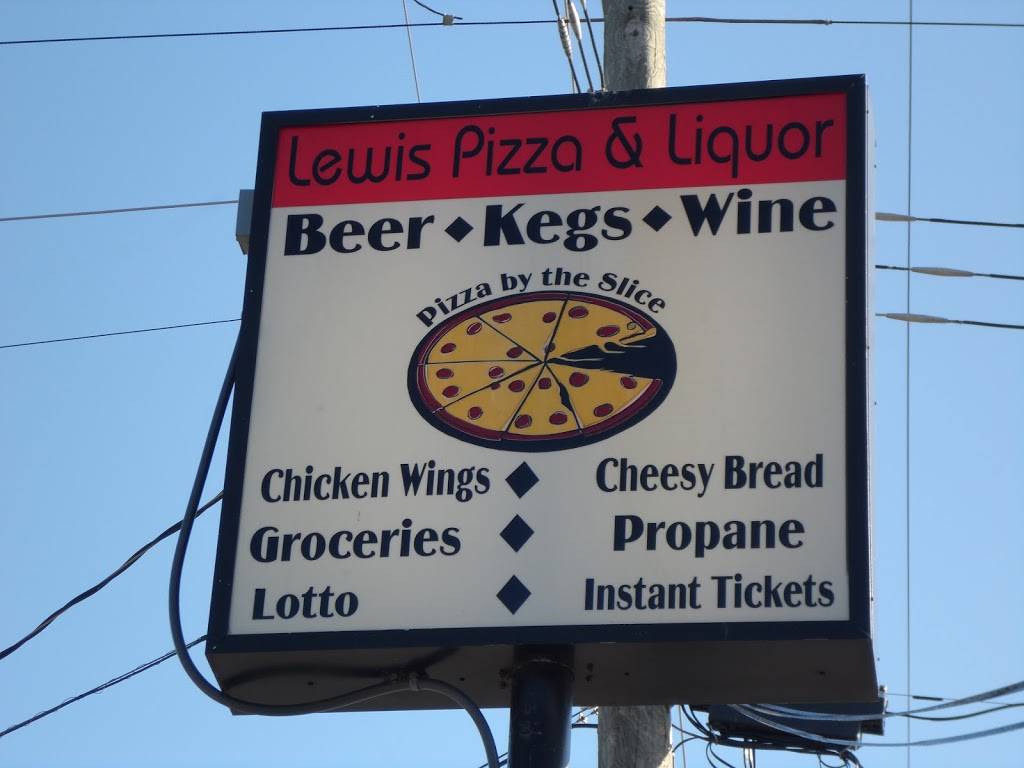 Lewis Pizza & Liquor
Beer ◆ Kegs ◆ Wine
Pizza by the Slice
Chicken Wings ◆ Cheesy Bread
Groceries ◆ Propane
Lotto ◆ Instant Tickets